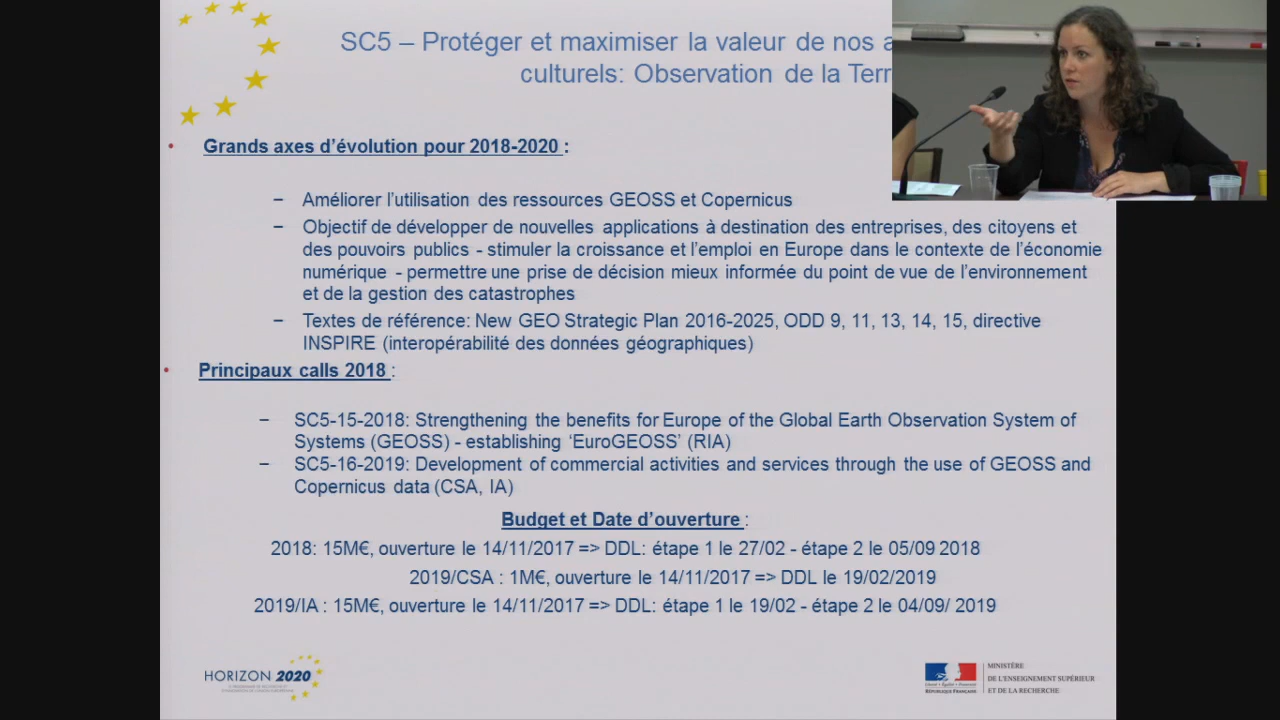 SC5 – Protéger et maximiser la valeur de nos
culturels: Observation de la
Grands axes d'évolution pour 2018-2020 :
– Améliorer l'utilisation des ressources GEOSS et Copernicus
– Objectif de développer de nouvelles applications à destination des entreprises, des citoyens et
des pouvoirs publics - stimuler la croissance et l'emploi en Europe dans le contexte de l'économie
numérique - permettre une prise de décision mieux informée du point de vue de l'environnement
et de la gestion des catastrophes
– Textes de référence: New GEO Strategic Plan 2016-2025, ODD 9, 11, 13, 14, 15, directive
INSPIRE (interopérabilité des données géographiques)
Principaux calls 2018 :
– SC5-15-2018: Strengthening the benefits for Europe of the Global Earth Observation System of
Systems (GEOSS) - establishing 'EuroGEOSS' (RIA)
– SC5-16-2019: Development of commercial activities and services through the use of GEOSS and
Copernicus data (CSA, IA)
Budget et Date d'ouverture :
2018: 15M€, ouverture le 14/11/2017 => DDL: étape 1 le 27/02 - étape 2 le 05/09 2018
2019/CSA : 1M€, ouverture le 14/11/2017 => DDL le 19/02/2019
2019/IA : 15M€, ouverture le 14/11/2017 => DDL: étape 1 le 19/02 - étape 2 le 04/09/ 2019
HORIZON 2020
RÉPUBLIQUE FRANÇAISE
MINISTÈRE
DE L'ENSEIGNEMENT SUPÉRIEUR
ET DE LA RECHERCHE